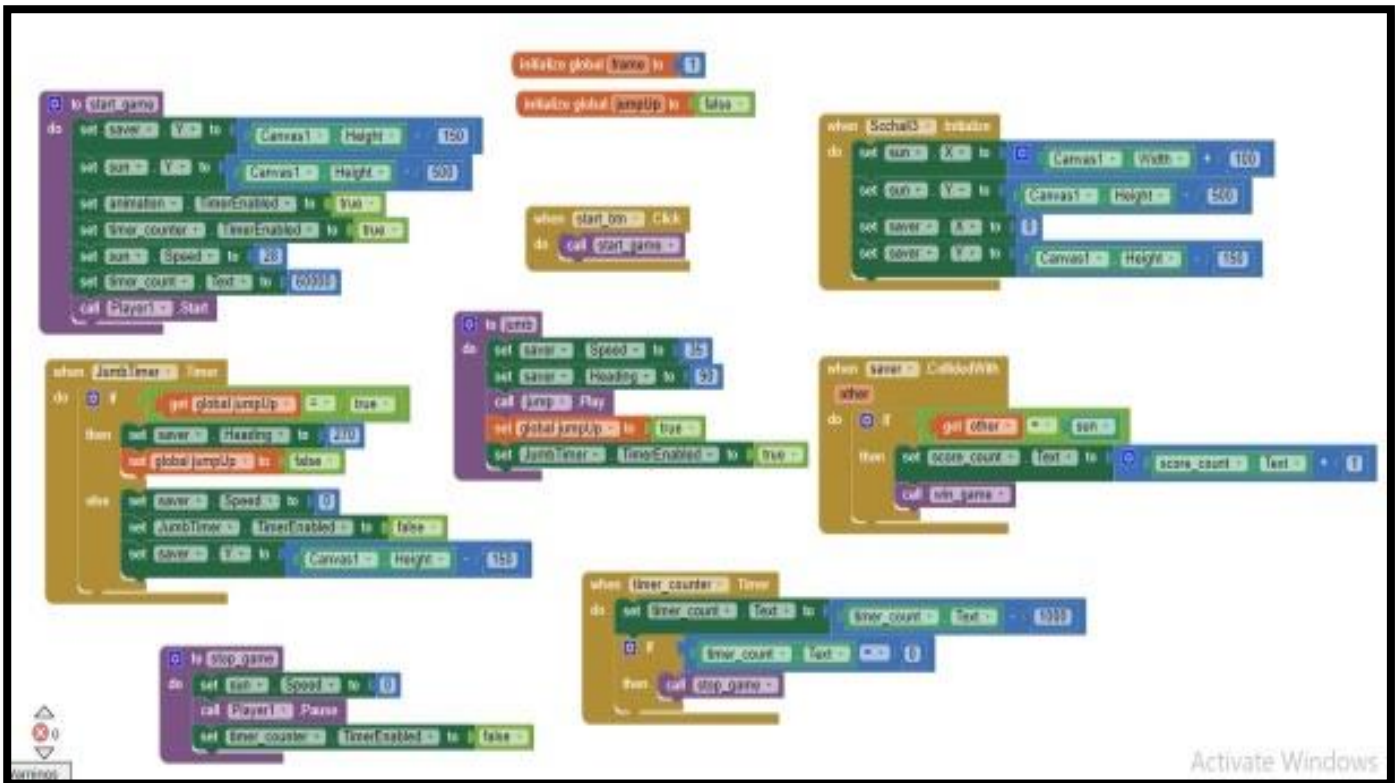 initialize global frame to 1
initialize global jumpUp to false
to start_game
do set saver . Y to Canvas1 . Height - 150
set sun . Y to Canvas1 . Height - 500
set animation . TimerEnabled to true
set timer_counter . TimerEnabled to true
set sun . Speed to 28
set timer_count . Text to 60000
call Player1 . Start
when start_btn . Click
do call start_game
when Scchall3 . Initialize
do set sun . X to Canvas1 . Width + 100
set sun . Y to Canvas1 . Height - 500
set saver . X to 0
set saver . Y to Canvas1 . Height - 150
when JumbTimer . Timer
do if get global jumpUp = true
then set saver . Heading to 270
set global jumpUp to false
else set saver . Speed to 0
set JumbTimer . TimerEnabled to false
set saver . Y to Canvas1 . Height - 150
to jumb
do set saver . Speed to 35
set saver . Heading to 90
call jump . Play
set global jumpUp to true
set JumbTimer . TimerEnabled to true
when saver . CollidedWith
other
do if get other = sun
then set score_count . Text to score_count . Text + 1
call win_game
when timer_counter . Timer
do set timer_count . Text to timer_count . Text - 1000
if timer_count . Text = 0
then call stop_game
to stop_game
do set sun . Speed to 0
call Player1 . Pause
set timer_counter . TimerEnabled to false
0
Warnings
Activate Windows